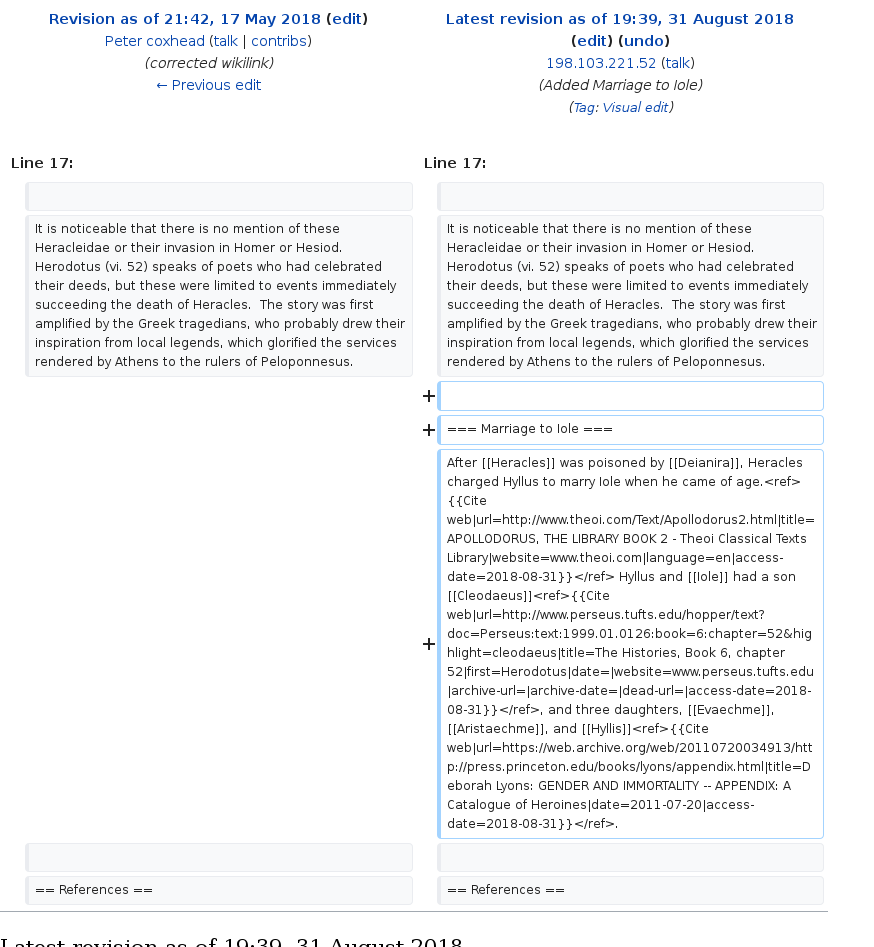 Revision as of 21:42, 17 May 2018 (edit)
Peter coxhead (talk | contribs)
(corrected wikilink)
← Previous edit
Latest revision as of 19:39, 31 August 2018
(edit) (undo)
198.103.221.52 (talk)
(Added Marriage to Iole)
(Tag: Visual edit)
Line 17:
Line 17:
It is noticeable that there is no mention of these
Heracleidae or their invasion in Homer or Hesiod.
Herodotus (vi. 52) speaks of poets who had celebrated
their deeds, but these were limited to events immediately
succeeding the death of Heracles.  The story was first
amplified by the Greek tragedians, who probably drew their
inspiration from local legends, which glorified the services
rendered by Athens to the rulers of Peloponnesus.
It is noticeable that there is no mention of these
Heracleidae or their invasion in Homer or Hesiod.
Herodotus (vi. 52) speaks of poets who had celebrated
their deeds, but these were limited to events immediately
succeeding the death of Heracles.  The story was first
amplified by the Greek tragedians, who probably drew their
inspiration from local legends, which glorified the services
rendered by Athens to the rulers of Peloponnesus.
+
+ === Marriage to Iole ===
After [[Heracles]] was poisoned by [[Deianira]], Heracles
charged Hyllus to marry Iole when he came of age.<ref>
{{Cite
web|url=http://www.theoi.com/Text/Apollodorus2.html|title=
APOLLODORUS, THE LIBRARY BOOK 2 - Theoi Classical Texts
Library|website=www.theoi.com|language=en|access-
date=2018-08-31}}</ref> Hyllus and [[Iole]] had a son
[[Cleodaeus]]<ref>{{Cite
web|url=http://www.perseus.tufts.edu/hopper/text?
doc=Perseus:text:1999.01.0126:book=6:chapter=52&hig
+ hlight=cleodaeus|title=The Histories, Book 6, chapter
52|first=Herodotus|date=|website=www.perseus.tufts.edu
|archive-url=|archive-date=|dead-url=|access-date=2018-
08-31}}</ref>, and three daughters, [[Evaechme]],
[[Aristaechme]], and [[Hyllis]]<ref>{{Cite
web|url=https://web.archive.org/web/20110720034913/htt
p://press.princeton.edu/books/lyons/appendix.html|title=D
eborah Lyons: GENDER AND IMMORTALITY -- APPENDIX: A
Catalogue of Heroines|date=2011-07-20|access-
date=2018-08-31}}</ref>.
== References ==
== References ==
Latest revision as of 19:39, 31 August 2018